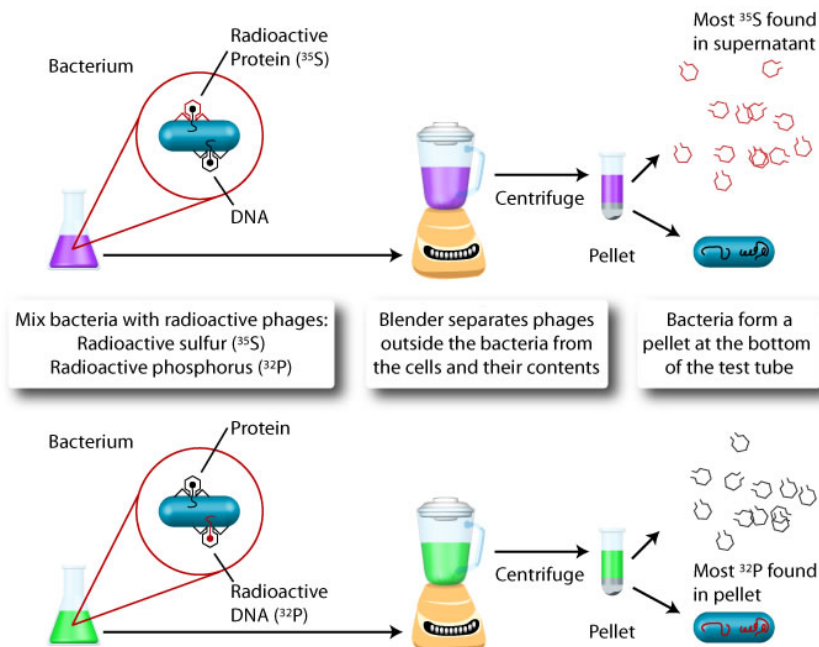 Most ³⁵S found
in supernatant
Radioactive
Protein (³⁵S)
Bacterium
DNA
Centrifuge
Pellet
Mix bacteria with radioactive phages:
Radioactive sulfur (³⁵S)
Radioactive phosphorus (³²P)
Blender separates phages
outside the bacteria from
the cells and their contents
Bacteria form a
pellet at the bottom
of the test tube
Protein
Bacterium
Radioactive
DNA (³²P)
Centrifuge
Most ³²P found
in pellet
Pellet